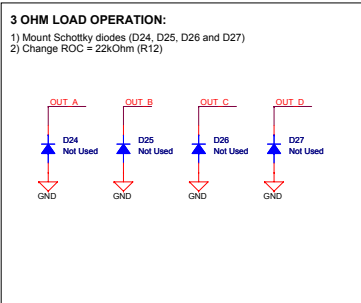 3 OHM LOAD OPERATION:
1) Mount Schottky diodes (D24, D25, D26 and D27)
2) Change ROC = 22kOhm (R12)
OUT_A OUT_B OUT_C OUT_D
D24 D25 D26 D27
Not Used Not Used Not Used Not Used
GND GND GND GND